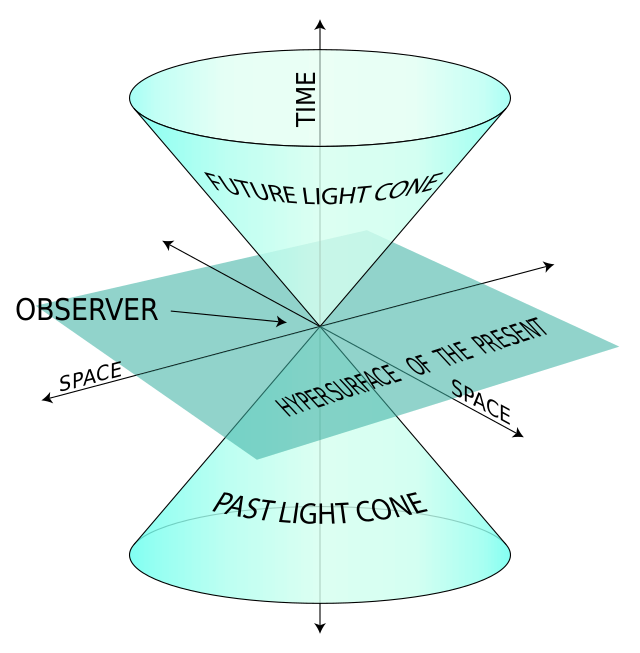 TIME
FUTURE LIGHT CONE
OBSERVER
SPACE
HYPERSURFACE OF THE PRESENT
SPACE
PAST LIGHT CONE